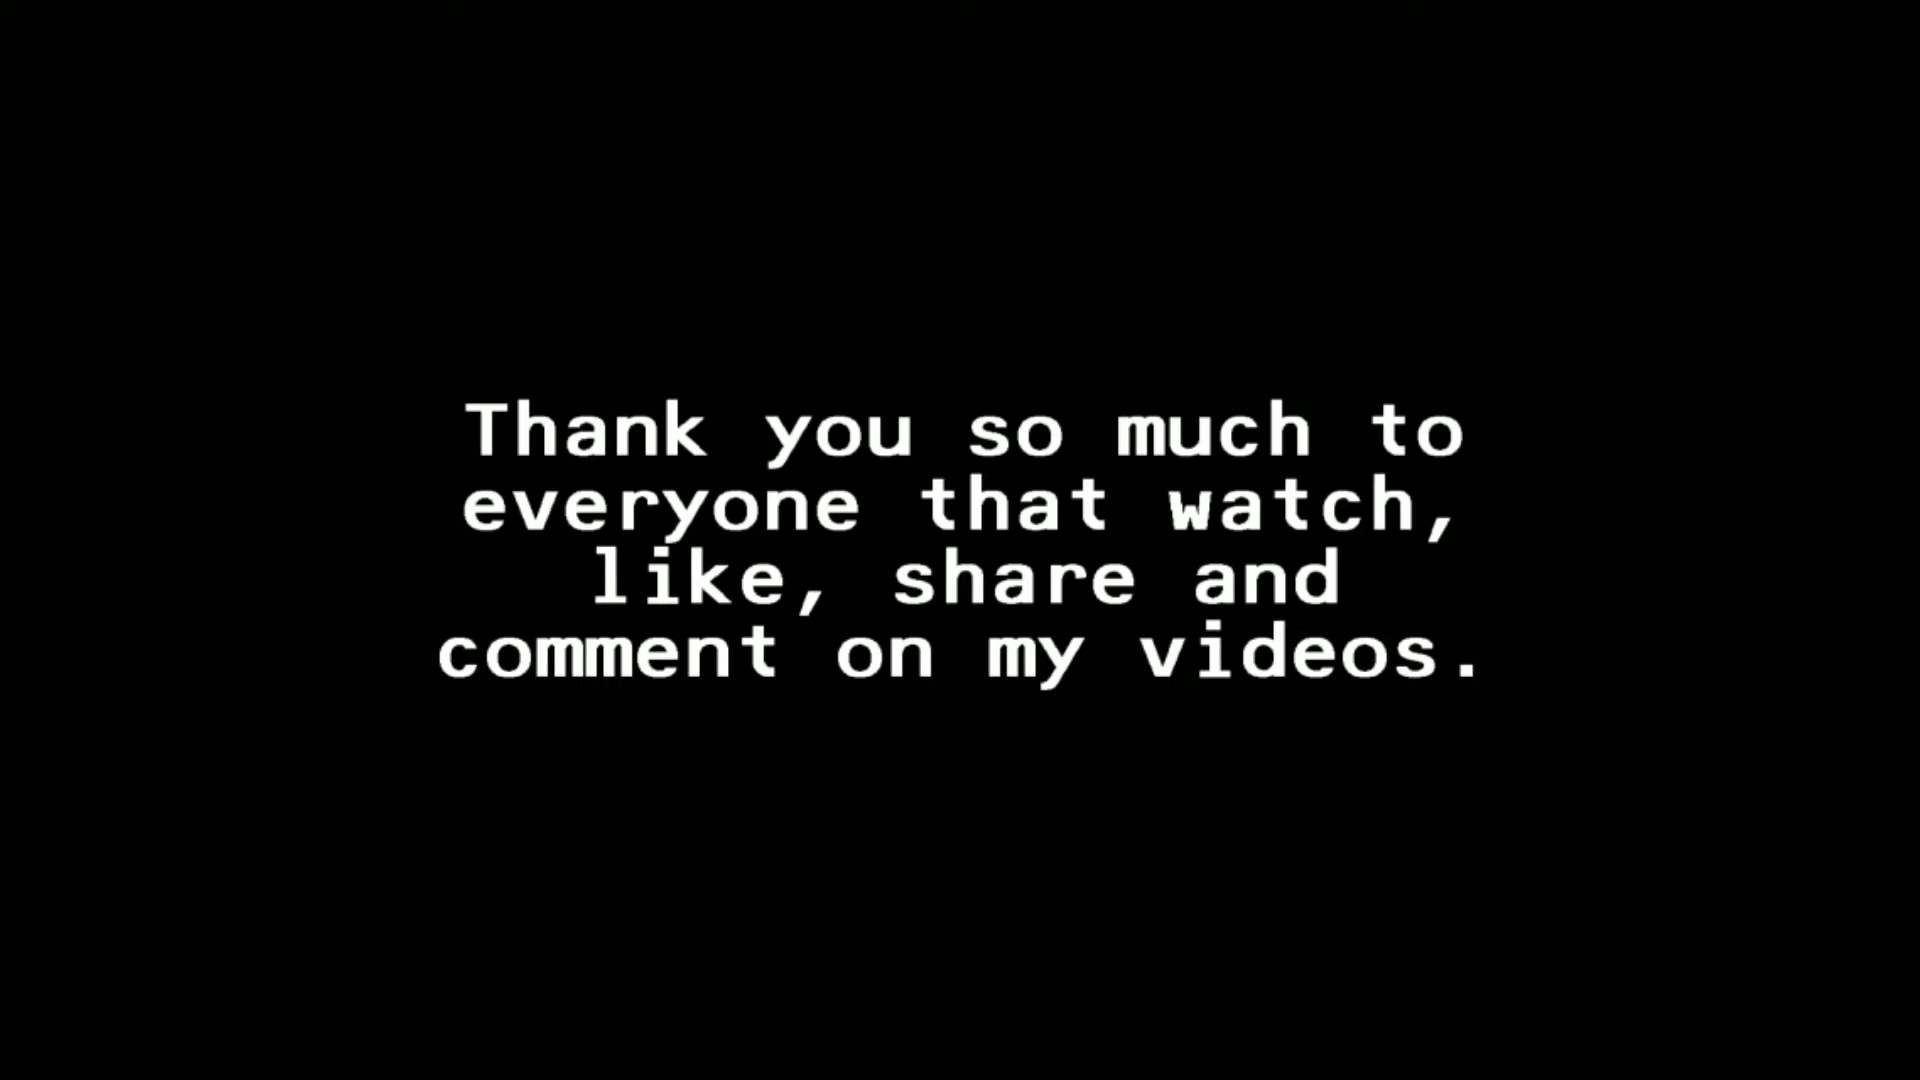 Thank you so much to
everyone that watch,
like, share and
comment on my videos.